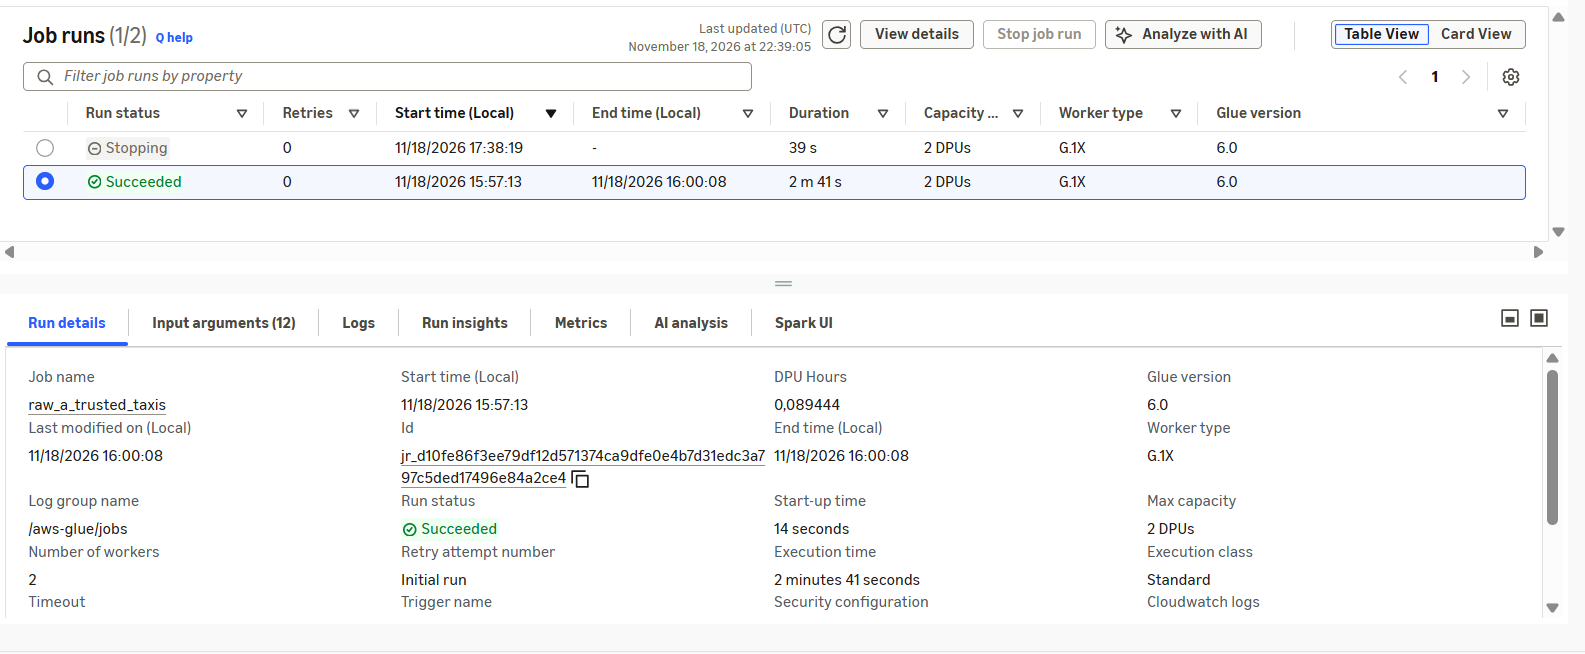 Job runs (1/2) Q help
Last updated (UTC)
November 18, 2026 at 22:39:05
View details
Stop job run
Analyze with AI
Table View
Card View
Filter job runs by property
1
Run status Retries Start time (Local) End time (Local) Duration Capacity ... Worker type Glue version
Stopping 0 11/18/2026 17:38:19 - 39 s 2 DPUs G.1X 6.0
Succeeded 0 11/18/2026 15:57:13 11/18/2026 16:00:08 2 m 41 s 2 DPUs G.1X 6.0
Run details Input arguments (12) Logs Run insights Metrics AI analysis Spark UI
Job name Start time (Local) DPU Hours Glue version
raw_a_trusted_taxis 11/18/2026 15:57:13 0,089444 6.0
Last modified on (Local) Id End time (Local) Worker type
11/18/2026 16:00:08 jr_d10fe86f3ee79df12d571374ca9dfe0e4b7d31edc3a7 11/18/2026 16:00:08 G.1X
97c5ded17496e84a2ce4
Log group name Run status Start-up time Max capacity
/aws-glue/jobs Succeeded 14 seconds 2 DPUs
Number of workers Retry attempt number Execution time Execution class
2 Initial run 2 minutes 41 seconds Standard
Timeout Trigger name Security configuration Cloudwatch logs